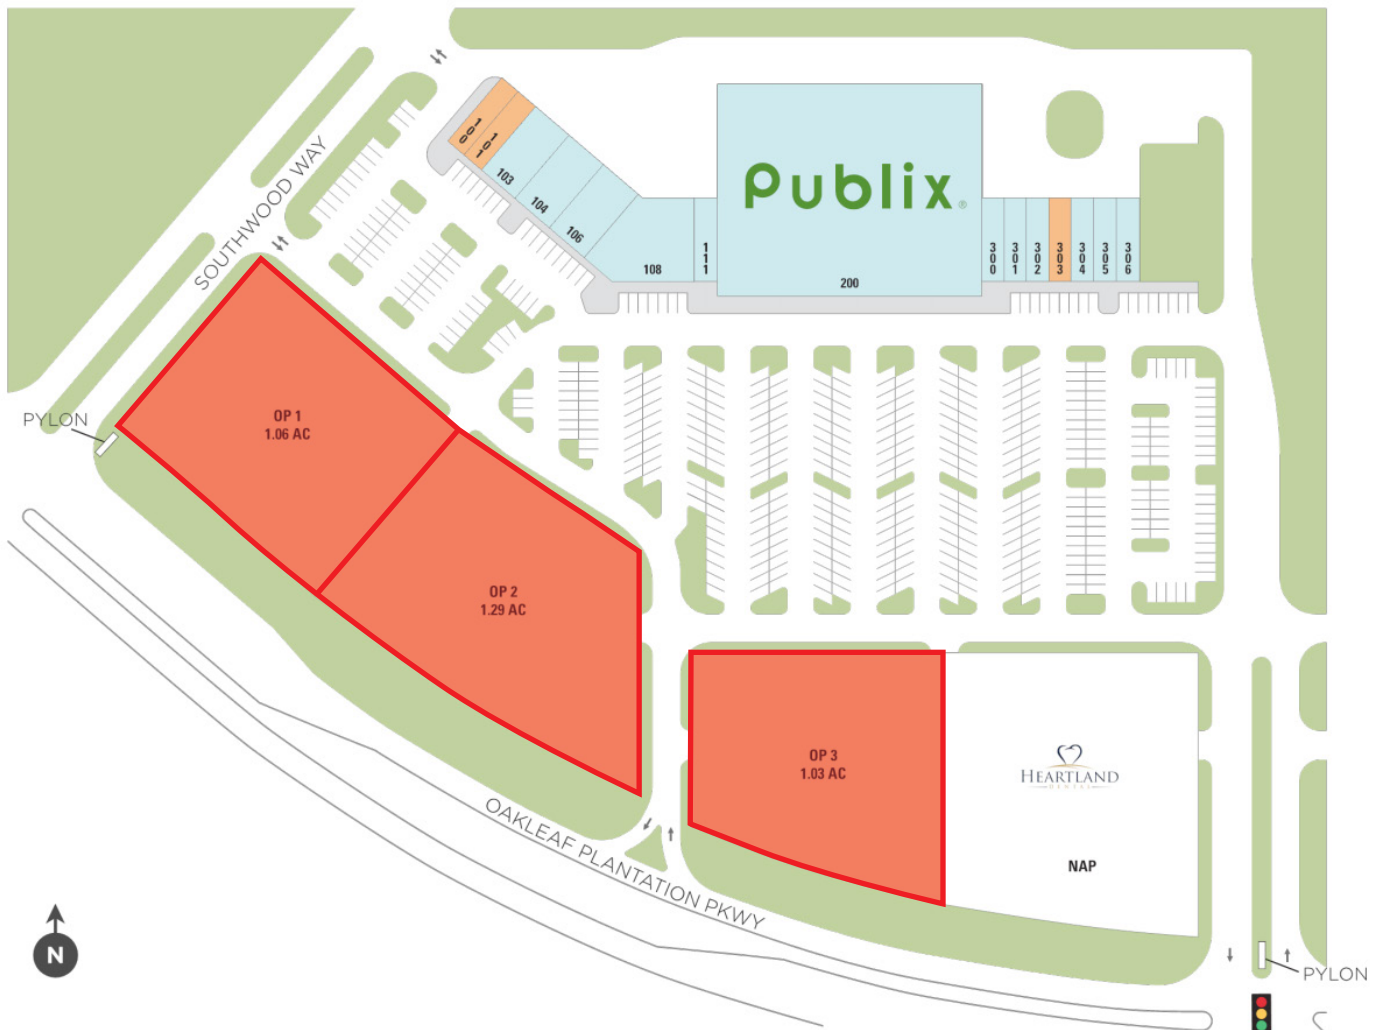 SOUTHWOOD WAY
100
101
103
104
106
108
111
Publix®
200
300
301
302
303
304
305
306
PYLON
OP 1
1.06 AC
OP 2
1.29 AC
OP 3
1.03 AC
HEARTLAND
DENTAL
NAP
OAKLEAF PLANTATION PKWY
N
PYLON